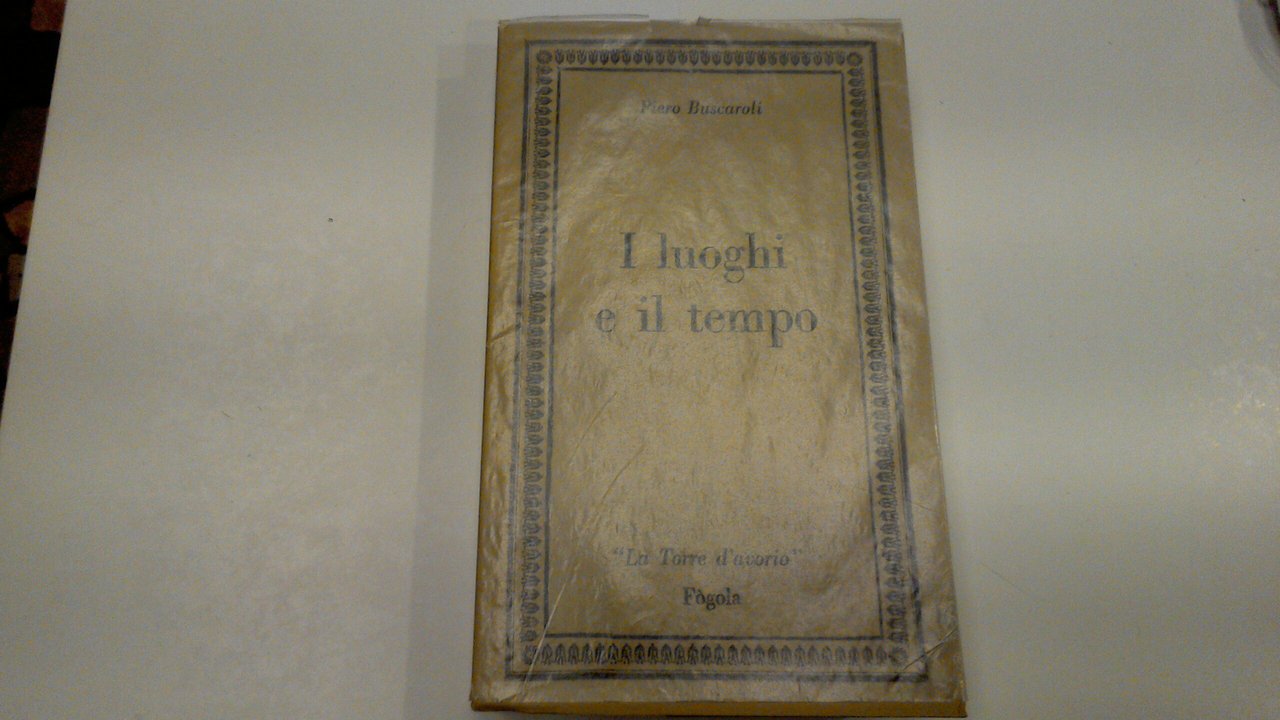 Piero Buscaroli
I luoghi
e il tempo
"La Torre d'avorio"
Fògola